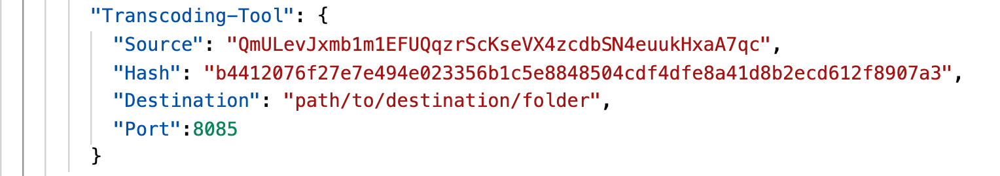 "Transcoding-Tool": {
"Source": "QmULevJxmb1m1EFUQqzrScKseVX4zcdbSN4euukHxaA7qc",
"Hash": "b4412076f27e7e494e023356b1c5e8848504cdf4dfe8a41d8b2ecd612f8907a3",
"Destination": "path/to/destination/folder",
"Port":8085
}